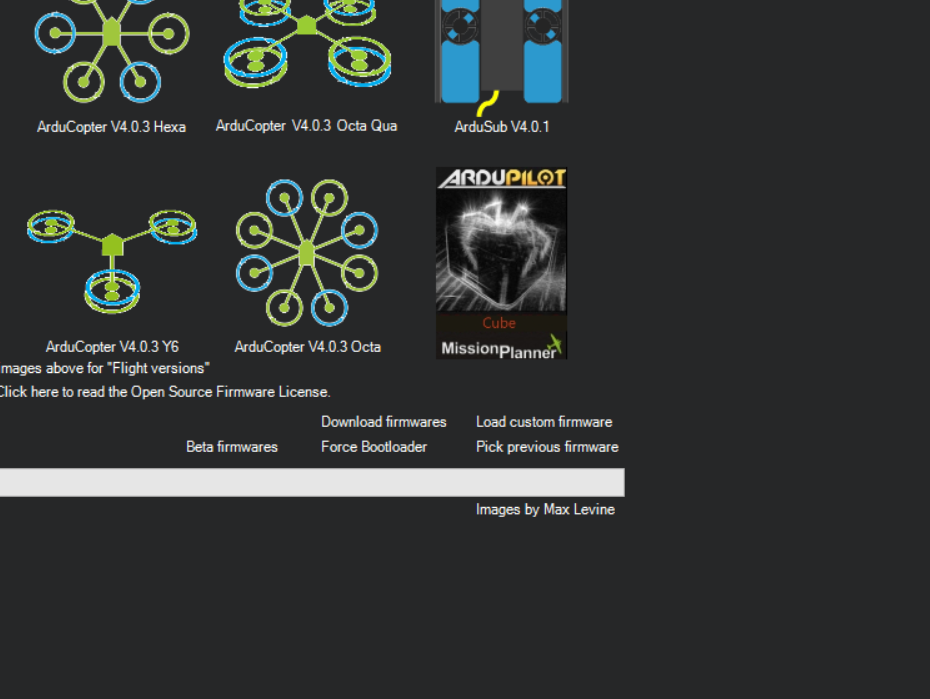 ArduCopter V4.0.3 Hexa
ArduCopter V4.0.3 Octa Qua
ArduSub V4.0.1
ARDUPILOT
Cube
MissionPlanner
ArduCopter V4.0.3 Y6
ArduCopter V4.0.3 Octa
mages above for "Flight versions"
Click here to read the Open Source Firmware License.
Download firmwares
Load custom firmware
Beta firmwares
Force Bootloader
Pick previous firmware
Images by Max Levine